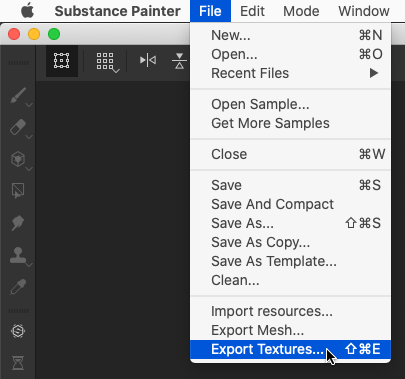 Substance Painter File Edit Mode Window
New... ⌘N
Open... ⌘O
Recent Files ▶
Open Sample...
Get More Samples
Close ⌘W
Save ⌘S
Save And Compact
Save As... ⇧⌘S
Save As Copy...
Save As Template...
Clean...
Import resources...
Export Mesh...
Export Textures... ⇧⌘E